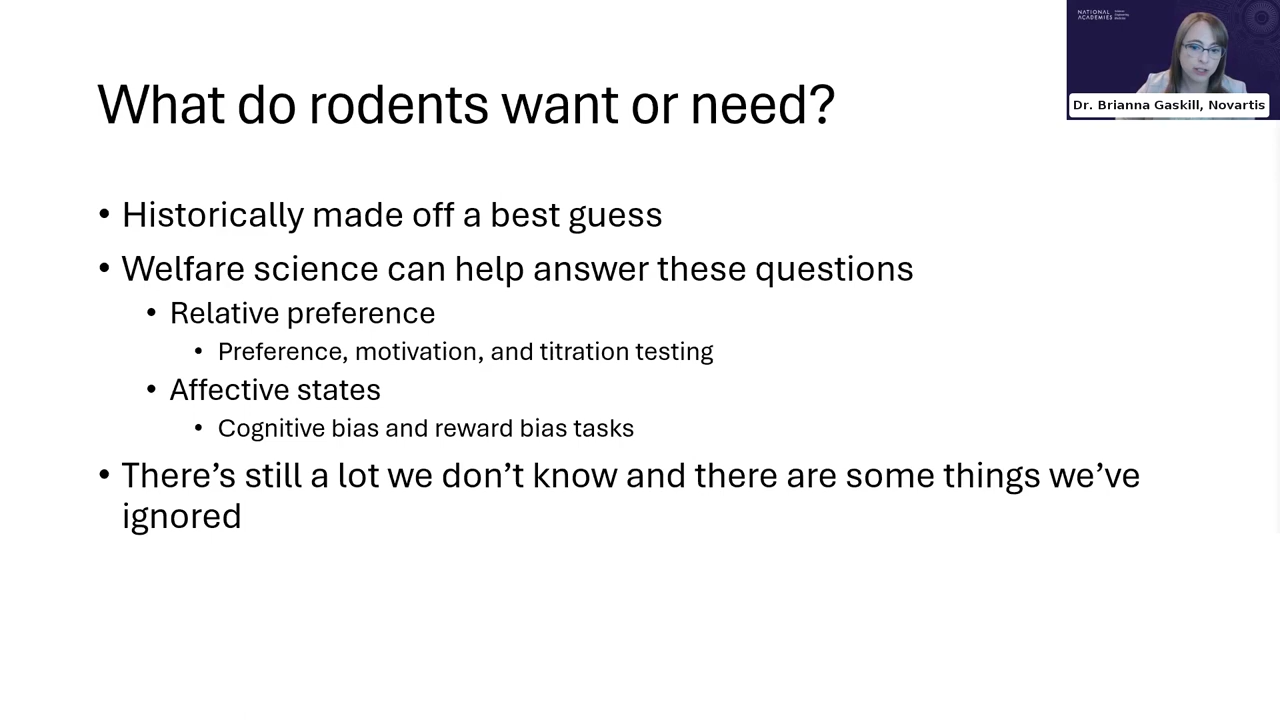 NATIONAL
ACADEMIES
Dr. Brianna Gaskill, Novartis
What do rodents want or need?
• Historically made off a best guess
• Welfare science can help answer these questions
• Relative preference
• Preference, motivation, and titration testing
• Affective states
• Cognitive bias and reward bias tasks
• There’s still a lot we don’t know and there are some things we’ve
ignored